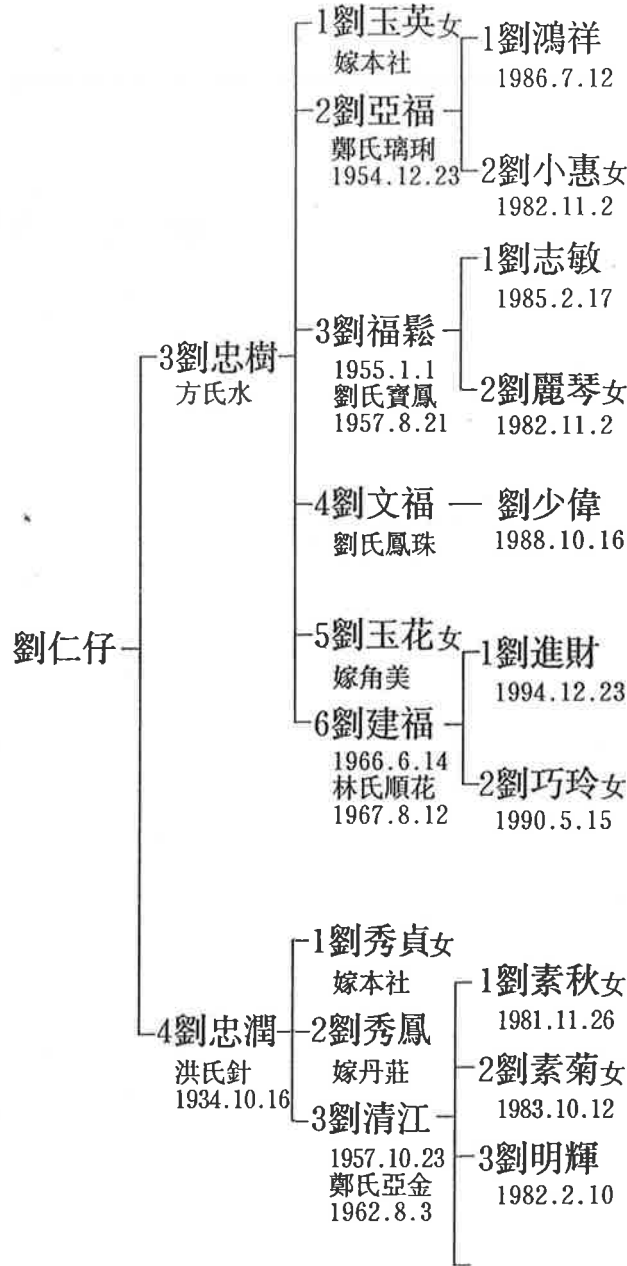 劉仁仔
3劉忠樹
方氏水
1劉玉英女
嫁本社
2劉亞福
鄭氏璃琍
1954.12.23
1劉鴻祥
1986.7.12
2劉小惠女
1982.11.2
3劉福鬆
1955.1.1
劉氏寶鳳
1957.8.21
1劉志敏
1985.2.17
2劉麗琴女
1982.11.2
4劉文福
劉氏鳳珠
劉少偉
1988.10.16
5劉玉花女
嫁角美
6劉建福
1966.6.14
林氏順花
1967.8.12
1劉進財
1994.12.23
2劉巧玲女
1990.5.15
4劉忠潤
洪氏針
1934.10.16
1劉秀貞女
嫁本社
2劉秀鳳
嫁丹莊
3劉清江
1957.10.23
鄭氏亞金
1962.8.3
1劉素秋女
1981.11.26
2劉素菊女
1983.10.12
3劉明輝
1982.2.10